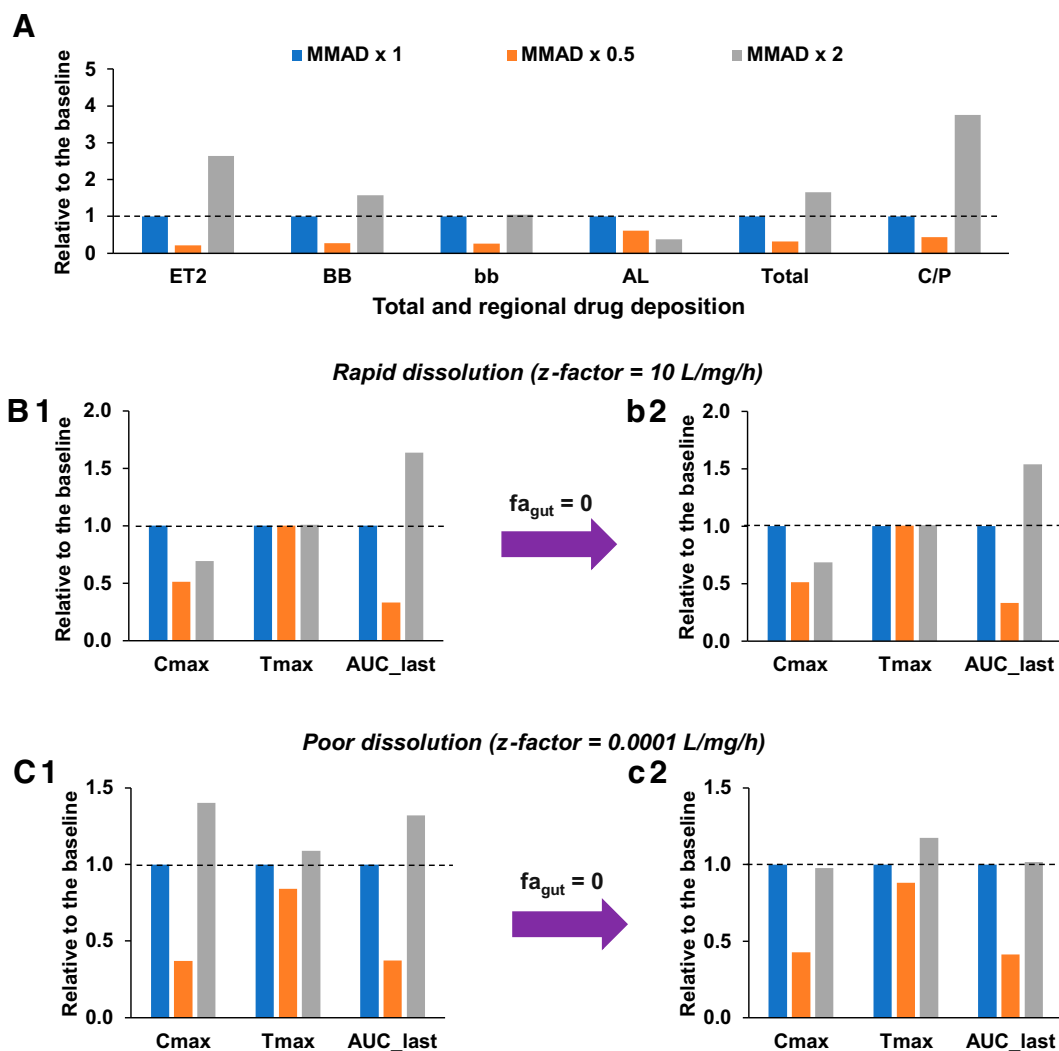 A
MMAD x 1 MMAD x 0.5 MMAD x 2
Relative to the baseline
5
4
3
2
1
0
ET2 BB bb AL Total C/P
Total and regional drug deposition
Rapid dissolution (z-factor = 10 L/mg/h)
B1
Relative to the baseline
2.0
1.5
1.0
0.5
0.0
Cmax Tmax AUC_last
fagut = 0
b2
Relative to the baseline
2.0
1.5
1.0
0.5
0.0
Cmax Tmax AUC_last
Poor dissolution (z-factor = 0.0001 L/mg/h)
C1
Relative to the baseline
1.5
1.0
0.5
0.0
Cmax Tmax AUC_last
fagut = 0
c2
Relative to the baseline
1.5
1.0
0.5
0.0
Cmax Tmax AUC_last